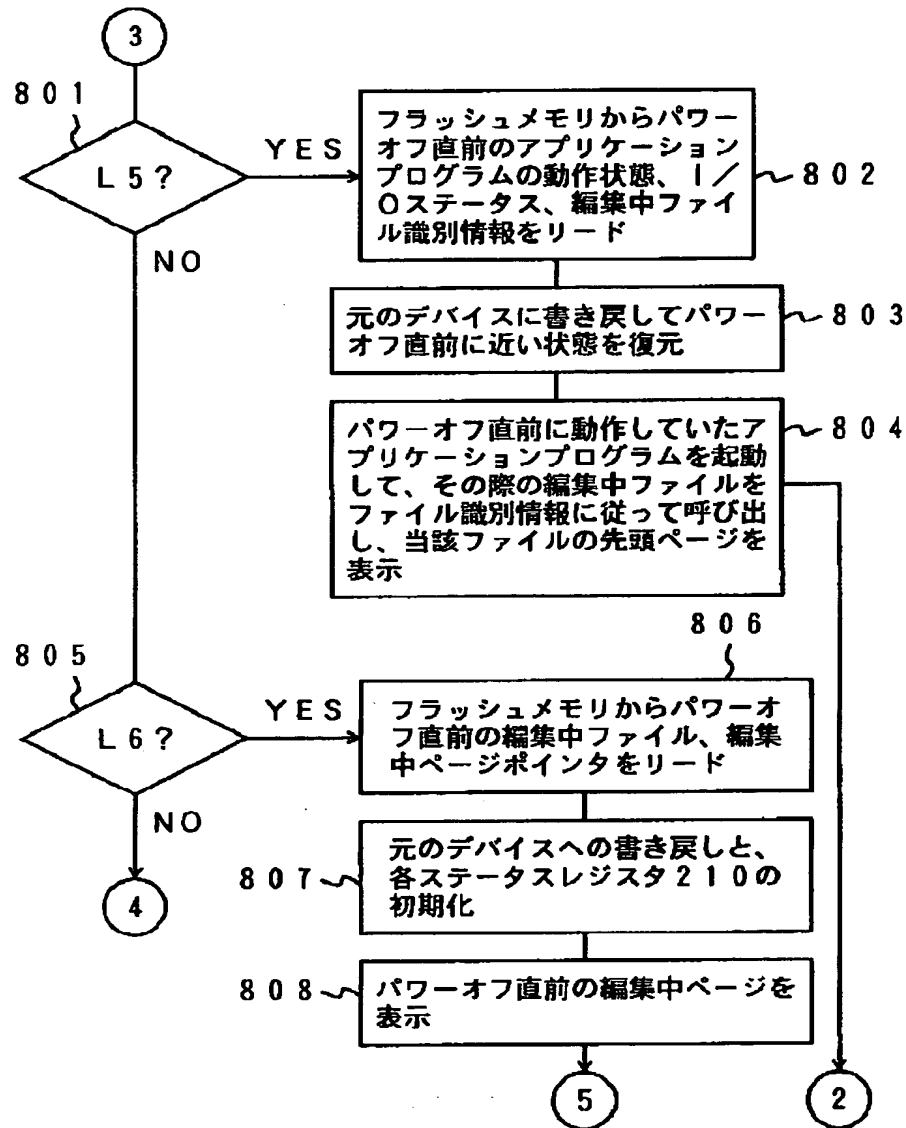 3
801
L5?
YES
NO
フラッシュメモリからパワー
オフ直前のアプリケーション
プログラムの動作状態、I/
Oステータス、編集中ファイ
ル識別情報をリード
802
元のデバイスに書き戻してパワー
オフ直前に近い状態を復元
803
パワーオフ直前に動作していたア
プリケーションプログラムを起動
して、その際の編集中ファイルを
ファイル識別情報に従って呼び出
し、当該ファイルの先頭ページを
表示
804
805
L6?
YES
NO
4
806
フラッシュメモリからパワーオ
フ直前の編集中ファイル、編集
中ページポインタをリード
807
元のデバイスへの書き戻しと、
各ステータスレジスタ210の
初期化
808
パワーオフ直前の編集中ページを
表示
5
2